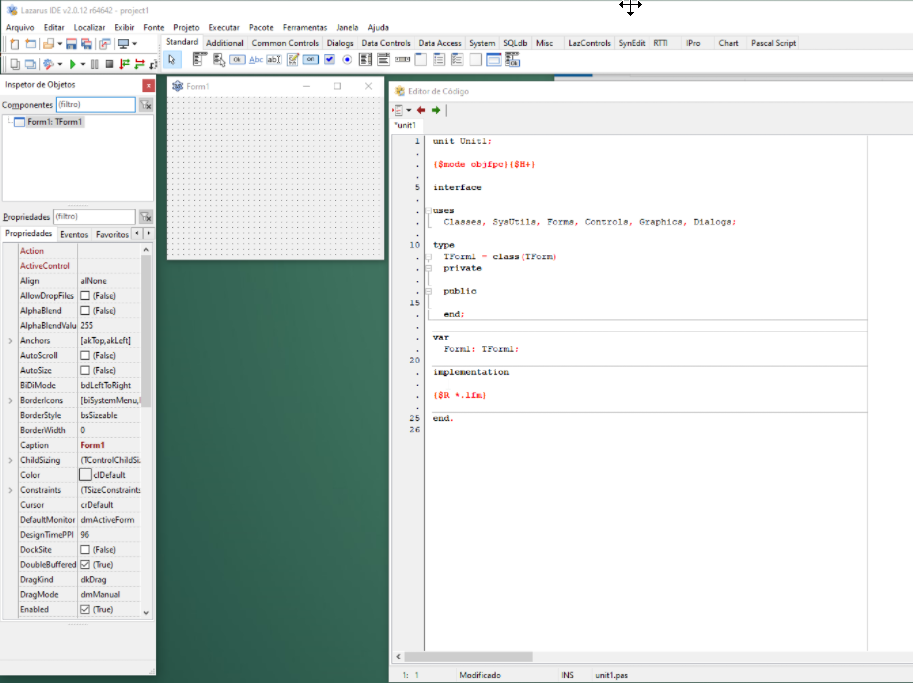 Lazarus IDE v2.0.12 r64642 - project1
Arquivo Editar Localizar Exibir Fonte Projeto Executar Pacote Ferramentas Janela Ajuda
Standard Additional Common Controls Dialogs Data Controls Data Access System SQLdb Misc LazControls SynEdit RTTI IPro Chart Pascal Script
Ok Abc ab| on Ok
Inspetor de Objetos
Componentes (filtro)
Form1: TForm1
Propriedades (filtro)
Propriedades Eventos Favoritos
Action
ActiveControl
Align alNone
AllowDropFiles (False)
AlphaBlend (False)
AlphaBlendValu 255
Anchors [akTop,akLeft]
AutoScroll (False)
AutoSize (False)
BiDiMode bdLeftToRight
BorderIcons [biSystemMenu,
BorderStyle bsSizeable
BorderWidth 0
Caption Form1
ChildSizing (TControlChildSi
Color clDefault
Constraints (TSizeConstraints
Cursor crDefault
DefaultMonitor dmActiveForm
DesignTimePPI 96
DockSite (False)
DoubleBuffered (True)
DragKind dkDrag
DragMode dmManual
Enabled (True)
Form1
Editor de Código
*unit1
1 unit Unit1;
{$mode objfpc}{$H+}
5 interface
uses
Classes, SysUtils, Forms, Controls, Graphics, Dialogs;
10 type
TForm1 = class(TForm)
private
public
15
end;
var
Form1: TForm1;
20
implementation
{$R *.lfm}
25 end.
26
1: 1 Modificado INS unit1.pas